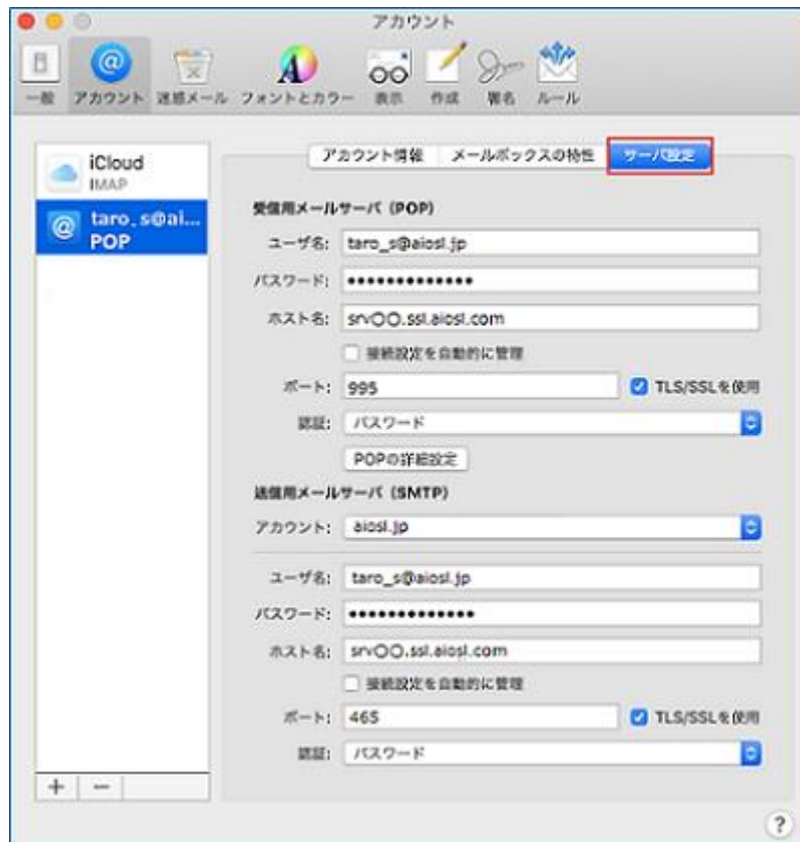 アカウント
一般 アカウント 迷惑メール フォントとカラー 表示 作成 署名 ルール
iCloud
IMAP
taro_s@ai...
POP
アカウント情報 メールボックスの特性 サーバ設定
受信用メールサーバ (POP)
ユーザ名: taro_s@aiosl.jp
パスワード: •••••••••••••
ホスト名: srv〇〇.ssl.aiosl.com
接続設定を自動的に管理
ポート: 995 TLS/SSLを使用
認証: パスワード
POPの詳細設定
送信用メールサーバ (SMTP)
アカウント: aiosl.jp
ユーザ名: taro_s@aiosl.jp
パスワード: •••••••••••••
ホスト名: srv〇〇.ssl.aiosl.com
接続設定を自動的に管理
ポート: 465 TLS/SSLを使用
認証: パスワード
+ − ?